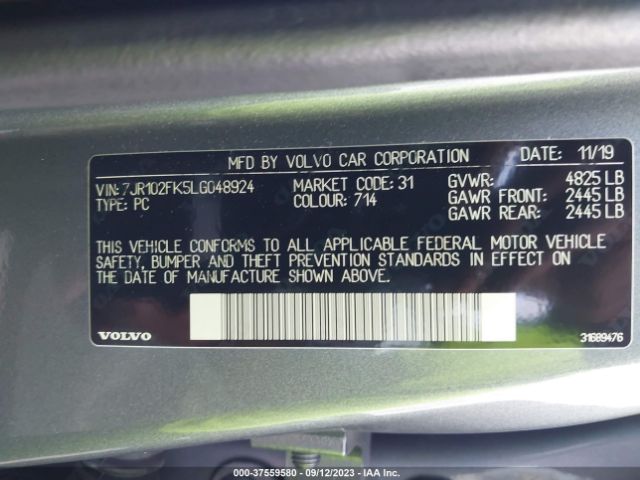 MFD BY VOLVO CAR CORPORATION DATE: 11/19
VIN:7JR102FK5LG048924 MARKET CODE: 31 GVWR: 4825 LB
TYPE: PC COLOUR: 714 GAWR FRONT: 2445 LB
GAWR REAR: 2445 LB
THIS VEHICLE CONFORMS TO ALL APPLICABLE FEDERAL MOTOR VEHICLE
SAFETY, BUMPER AND THEFT PREVENTION STANDARDS IN EFFECT ON
THE DATE OF MANUFACTURE SHOWN ABOVE.
VOLVO 31689476
000-37559580 - 09/12/2023 - IAA Inc.